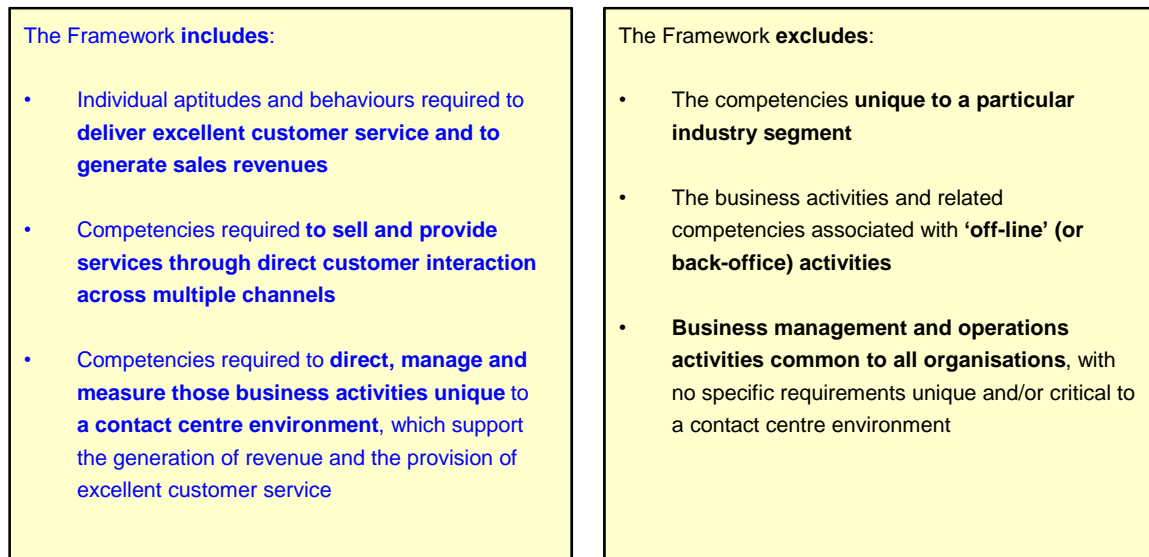 The Framework includes:
• Individual aptitudes and behaviours required to
deliver excellent customer service and to
generate sales revenues
• Competencies required to sell and provide
services through direct customer interaction
across multiple channels
• Competencies required to direct, manage and
measure those business activities unique to
a contact centre environment, which support
the generation of revenue and the provision of
excellent customer service
The Framework excludes:
• The competencies unique to a particular
industry segment
• The business activities and related
competencies associated with ‘off-line’ (or
back-office) activities
• Business management and operations
activities common to all organisations, with
no specific requirements unique and/or critical to
a contact centre environment